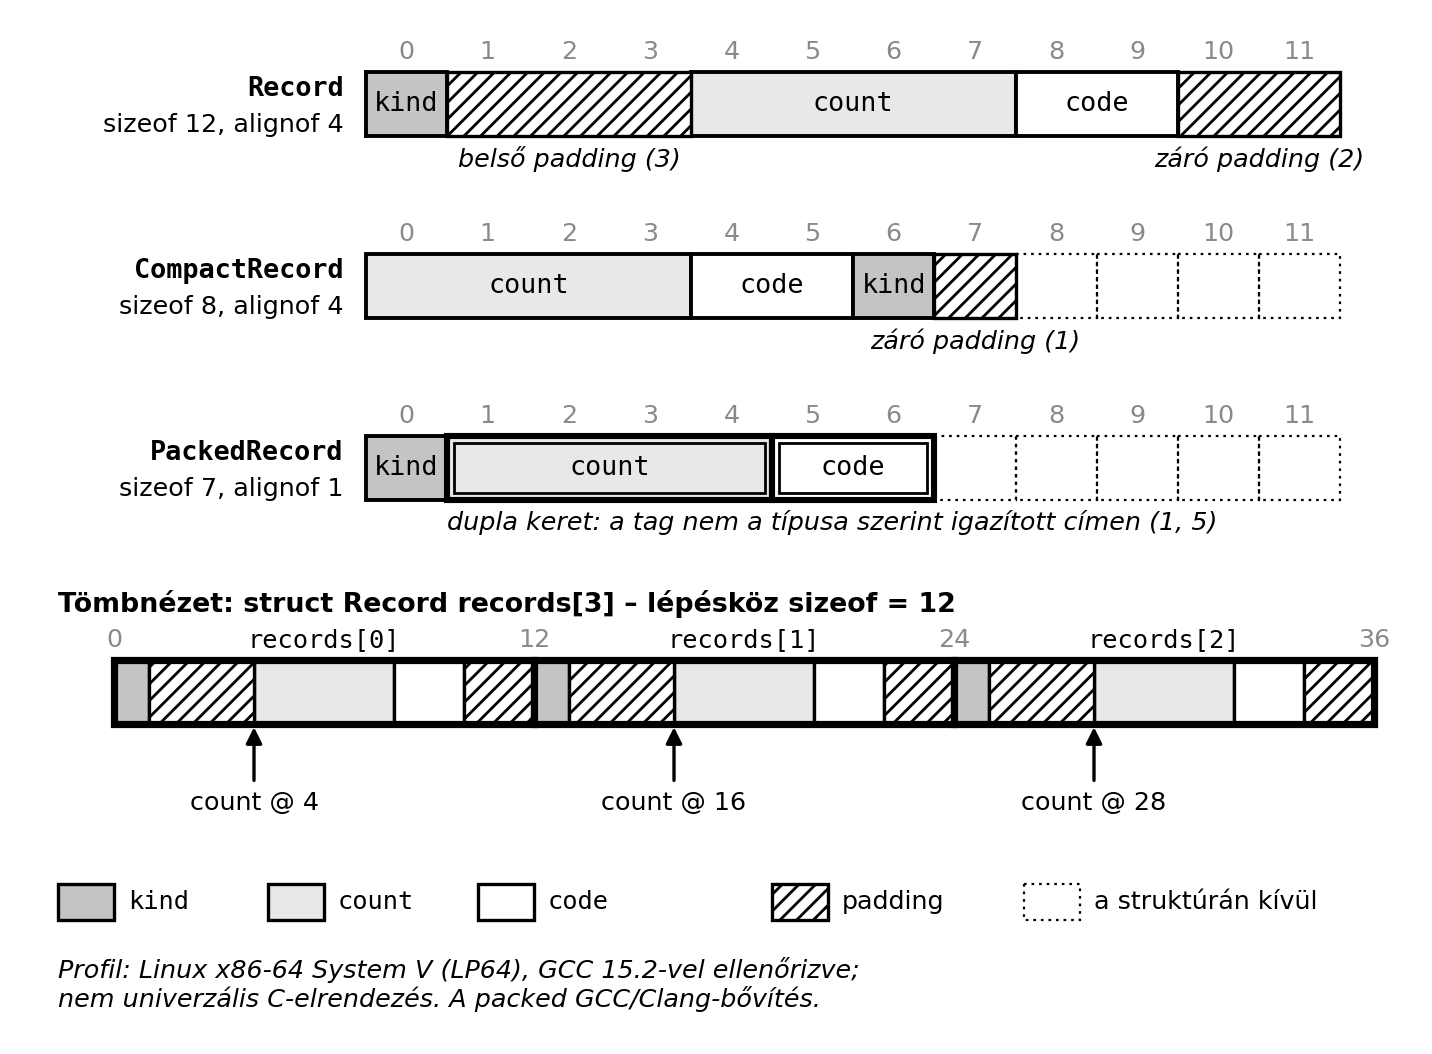 0 1 2 3 4 5 6 7 8 9 10 11
Record
sizeof 12, alignof 4
kind count code
belső padding (3) záró padding (2)
0 1 2 3 4 5 6 7 8 9 10 11
CompactRecord
sizeof 8, alignof 4
count code kind
záró padding (1)
0 1 2 3 4 5 6 7 8 9 10 11
PackedRecord
sizeof 7, alignof 1
kind count code
dupla keret: a tag nem a típusa szerint igazított címen (1, 5)
Tömbnézet: struct Record records[3] – lépésköz sizeof = 12
0 records[0] 12 records[1] 24 records[2] 36
count @ 4 count @ 16 count @ 28
kind count code padding a struktúrán kívül
Profil: Linux x86-64 System V (LP64), GCC 15.2-vel ellenőrizve;
nem univerzális C-elrendezés. A packed GCC/Clang-bővítés.